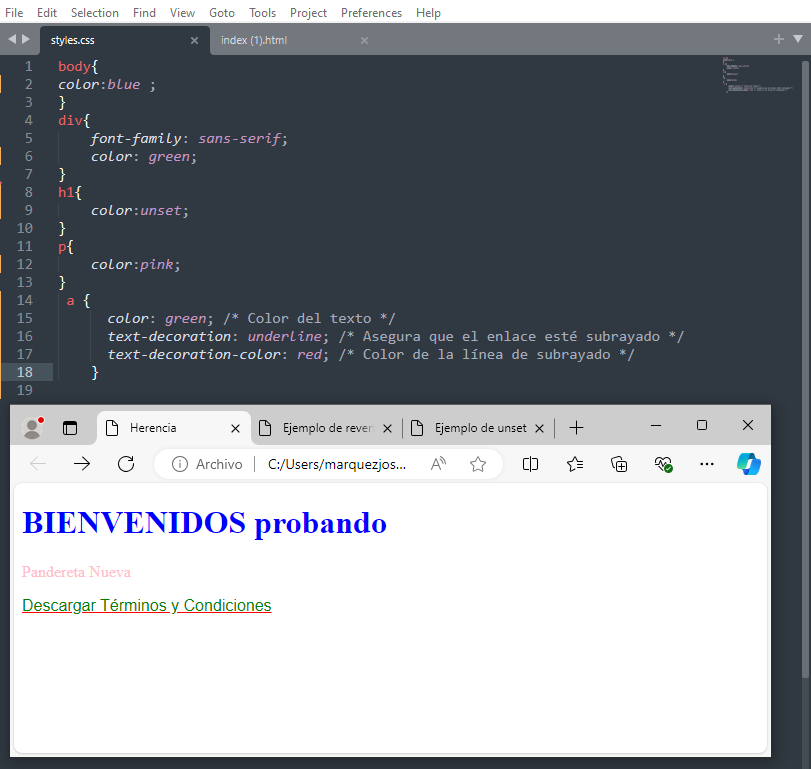 File Edit Selection Find View Goto Tools Project Preferences Help
styles.css × index (1).html ×
1 body{
2 color:blue ;
3 }
4 div{
5 font-family: sans-serif;
6 color: green;
7 }
8 h1{
9 color:unset;
10 }
11 p{
12 color:pink;
13 }
14 a {
15 color: green; /* Color del texto */
16 text-decoration: underline; /* Asegura que el enlace esté subrayado */
17 text-decoration-color: red; /* Color de la línea de subrayado */
18 }
19
Herencia Ejemplo de rever Ejemplo de unset
Archivo C:/Users/marquezjos...
BIENVENIDOS probando
Pandereta Nueva
Descargar Términos y Condiciones